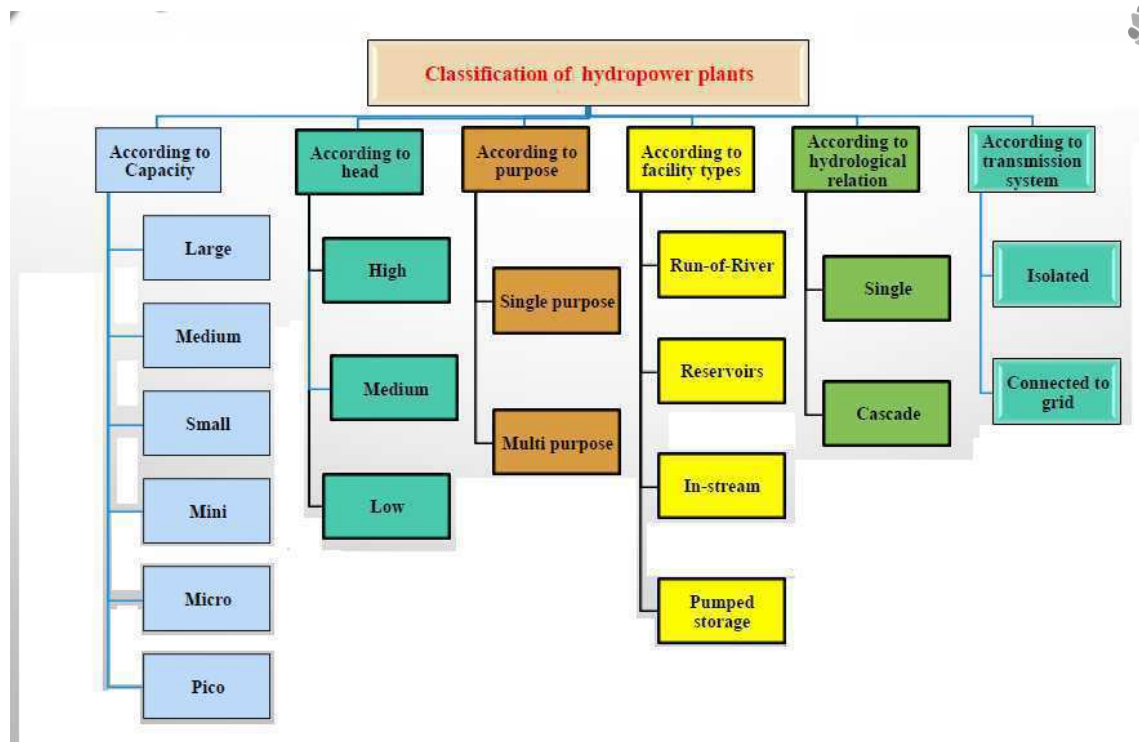 Classification of hydropower plants
According to
Capacity
Large
Medium
Small
Mini
Micro
Pico
According to
head
High
Medium
Low
According to
purpose
Single purpose
Multi purpose
According to
facility types
Run-of-River
Reservoirs
In-stream
Pumped
storage
According to
hydrological
relation
Single
Cascade
According to
transmission
system
Isolated
Connected to
grid